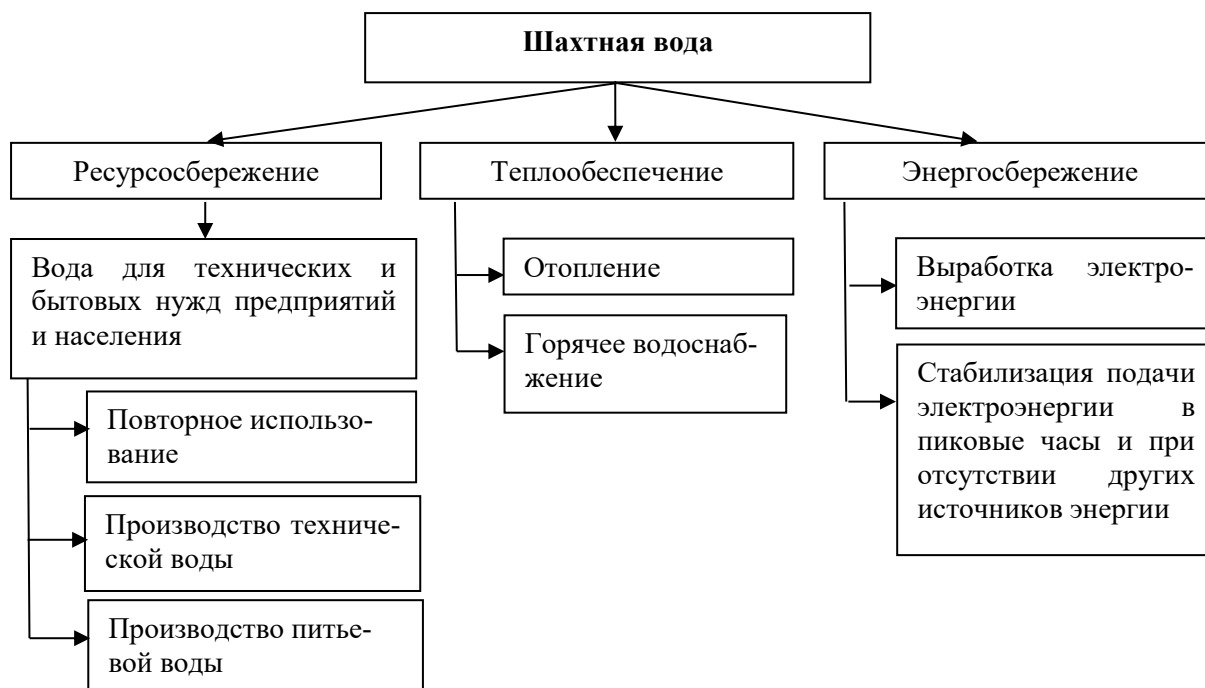 Шахтная вода
Ресурсосбережение
Теплообеспечение
Энергосбережение
Вода для технических и
бытовых нужд предприятий
и населения
Повторное использо-
вание
Производство техниче-
ской воды
Производство питье-
вой воды
Отопление
Горячее водоснаб-
жение
Выработка электро-
энергии
Стабилизация подачи
электроэнергии в
пиковые часы и при
отсутствии других
источников энергии